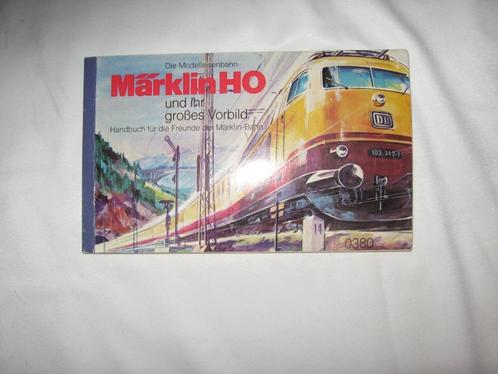 Die Modelleisenbahn
Märklin HO
und ihr
großes Vorbild
Handbuch für die Freunde der Märklin-Bahn
DB
14
0380